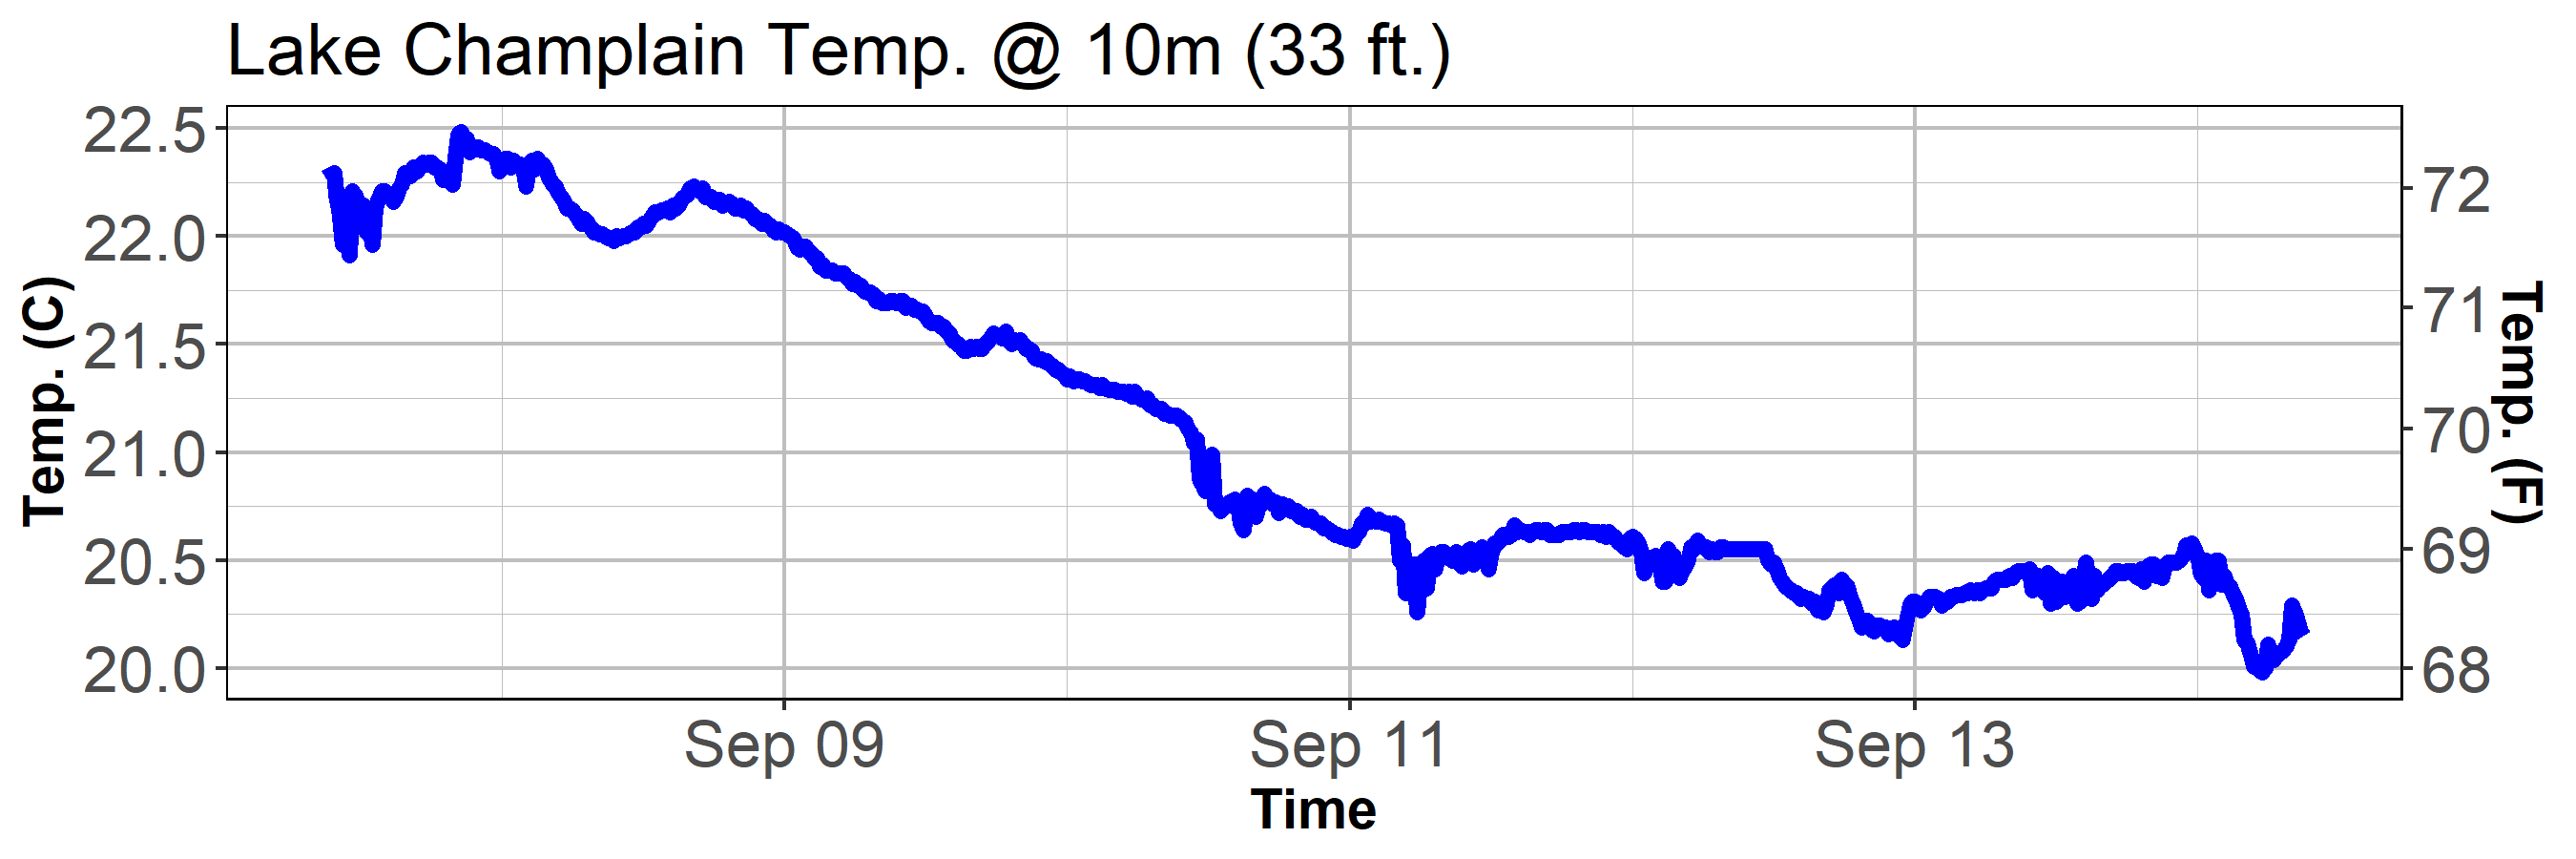 Lake Champlain Temp. @ 10m (33 ft.)
Temp. (C)
22.5
22.0
21.5
21.0
20.5
20.0
72
71
70
69
68
Temp. (F)
Sep 09
Sep 11
Sep 13
Time